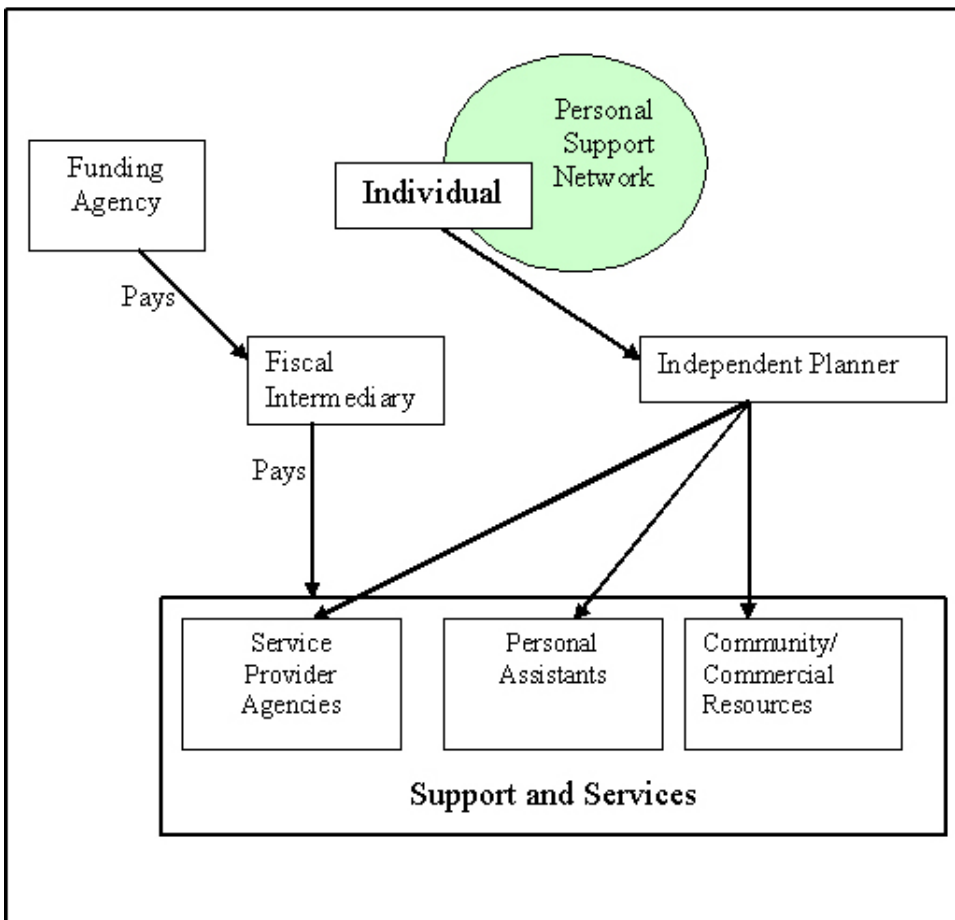 Personal
Support
Network
Funding
Agency
Individual
Pays
Fiscal
Intermediary
Independent Planner
Pays
Service
Provider
Agencies
Personal
Assistants
Community/
Commercial
Resources
Support and Services